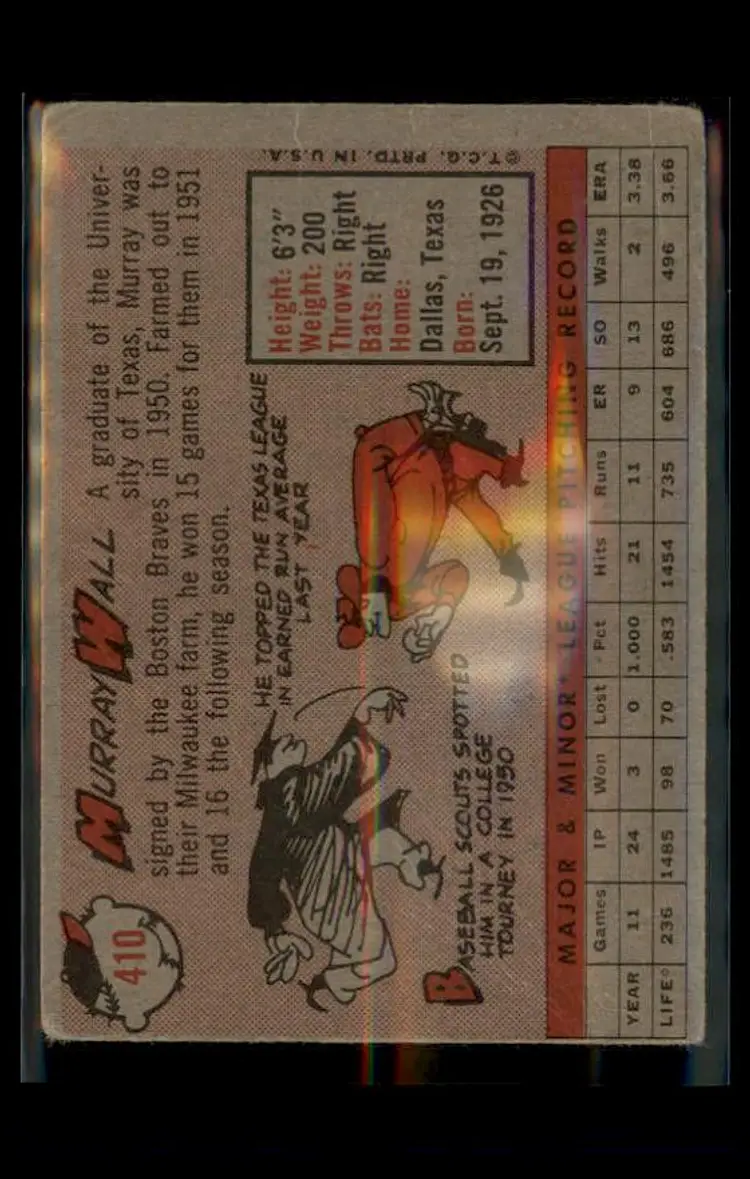 410
MURRAY WALL A graduate of the Univer-
sity of Texas, Murray was
signed by the Boston Braves in 1950. Farmed out to
their Milwaukee farm, he won 15 games for them in 1951
and 16 the following season.
HE TOPPED THE TEXAS LEAGUE
IN EARNED RUN AVERAGE
LAST YEAR
BASEBALL SCOUTS SPOTTED
HIM IN A COLLEGE
TOURNEY IN 1950
Height: 6'3"
Weight: 200
Throws: Right
Bats: Right
Home:
Dallas, Texas
Born:
Sept. 19, 1926
© T.C.G. PRTD. IN U.S.A.
MAJOR & MINOR LEAGUE PITCHING RECORD
Games IP Won Lost Pct Hits Runs ER SO Walks ERA
YEAR 11 24 3 0 1.000 21 11 9 13 2 3.38
LIFE 236 1485 98 70 .583 1454 735 604 686 496 3.66